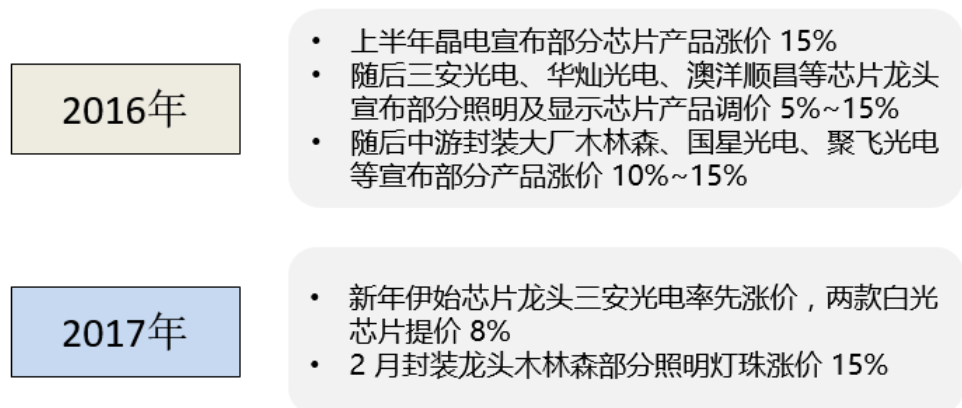 2016年
• 上半年晶电宣布部分芯片产品涨价 15%
• 随后三安光电、华灿光电、澳洋顺昌等芯片龙头
宣布部分照明及显示芯片产品调价 5%~15%
• 随后中游封装大厂木林森、国星光电、聚飞光电
等宣布部分产品涨价 10%~15%
2017年
• 新年伊始芯片龙头三安光电率先涨价，两款白光
芯片提价 8%
• 2 月封装龙头木林森部分照明灯珠涨价 15%